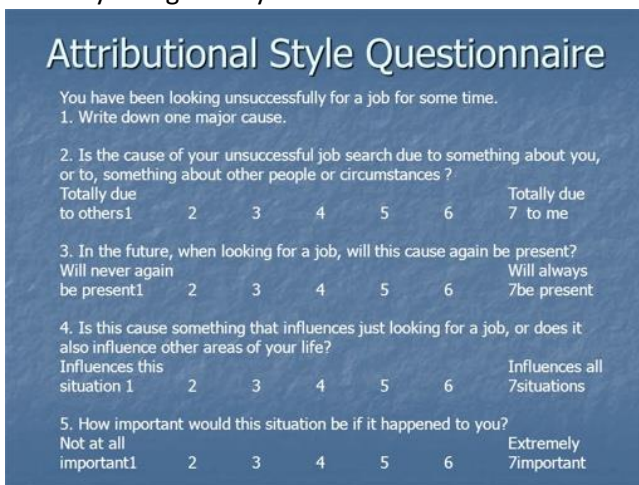 Attributional Style Questionnaire
You have been looking unsuccessfully for a job for some time.
1. Write down one major cause.
2. Is the cause of your unsuccessful job search due to something about you,
or to, something about other people or circumstances ?
Totally due Totally due
to others1 2 3 4 5 6 7 to me
3. In the future, when looking for a job, will this cause again be present?
Will never again Will always
be present1 2 3 4 5 6 7be present
4. Is this cause something that influences just looking for a job, or does it
also influence other areas of your life?
Influences this Influences all
situation 1 2 3 4 5 6 7situations
5. How important would this situation be if it happened to you?
Not at all Extremely
important1 2 3 4 5 6 7important